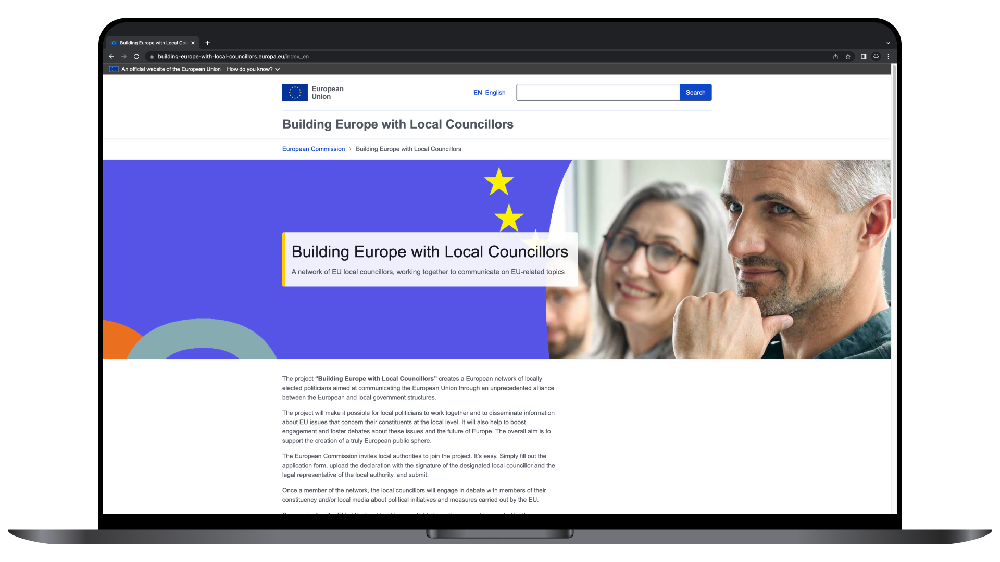 Building Europe with Local Cou
building-europe-with-local-councillors.europa.eu/index_en
An official website of the European Union How do you know?
European
Union
EN English
Search
Building Europe with Local Councillors
European Commission > Building Europe with Local Councillors
Building Europe with Local Councillors
A network of EU local councillors, working together to communicate on EU-related topics
The project “Building Europe with Local Councillors” creates a European network of locally
elected politicians aimed at communicating the European Union through an unprecedented alliance
between the European and local government structures.
The project will make it possible for local politicians to work together and to disseminate information
about EU issues that concern their constituents at the local level. It will also help to boost
engagement and foster debates about these issues and the future of Europe. The overall aim is to
support the creation of a truly European public sphere.
The European Commission invites local authorities to join the project. It’s easy. Simply fill out the
application form, upload the declaration with the signature of the designated local councillor and the
legal representative of the local authority, and submit.
Once a member of the network, the local councillors will engage in debate with members of their
constituency and/or local media about political initiatives and measures carried out by the EU.